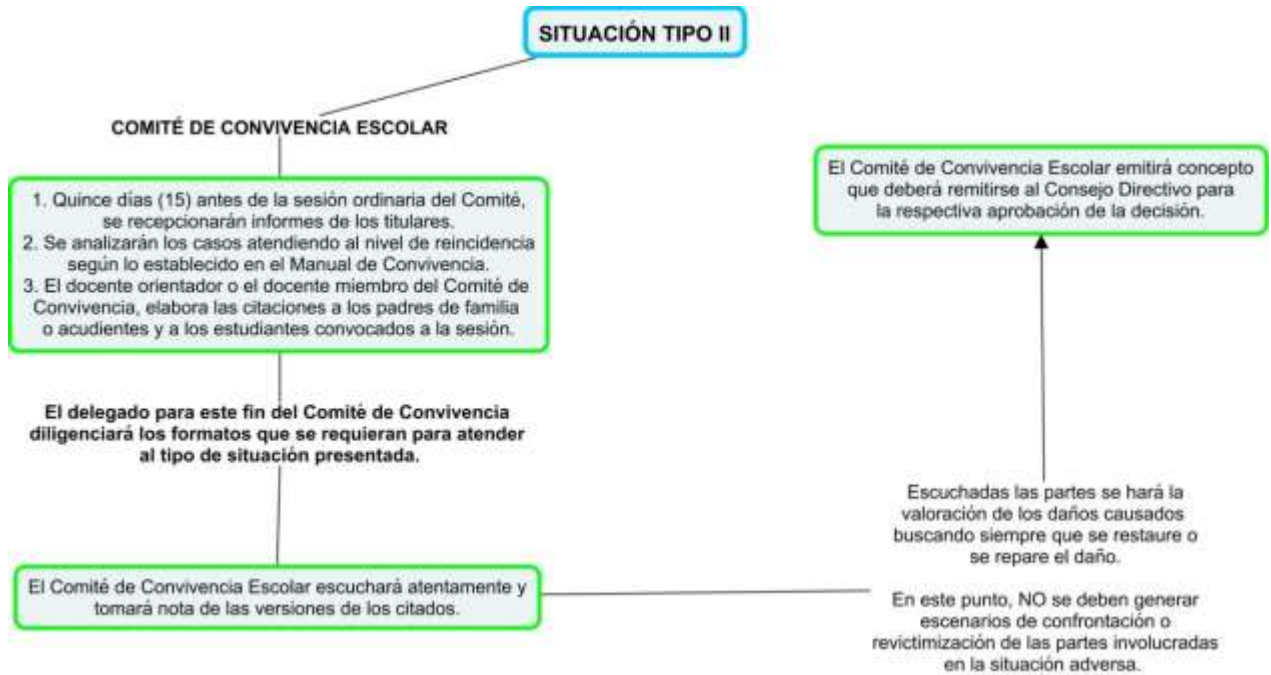 SITUACIÓN TIPO II
COMITÉ DE CONVIVENCIA ESCOLAR
1. Quince días (15) antes de la sesión ordinaria del Comité,
se recepcionarán informes de los titulares.
2. Se analizarán los casos atendiendo al nivel de reincidencia
según lo establecido en el Manual de Convivencia.
3. El docente orientador o el docente miembro del Comité de
Convivencia, elabora las citaciones a los padres de familia
o acudientes y a los estudiantes convocados a la sesión.
El delegado para este fin del Comité de Convivencia
diligenciará los formatos que se requieran para atender
al tipo de situación presentada.
El Comité de Convivencia Escolar escuchará atentamente y
tomará nota de las versiones de los citados.
Escuchadas las partes se hará la
valoración de los daños causados
buscando siempre que se restaure o
se repare el daño.
En este punto, NO se deben generar
escenarios de confrontación o
revictimización de las partes involucradas
en la situación adversa.
El Comité de Convivencia Escolar emitirá concepto
que deberá remitirse al Consejo Directivo para
la respectiva aprobación de la decisión.